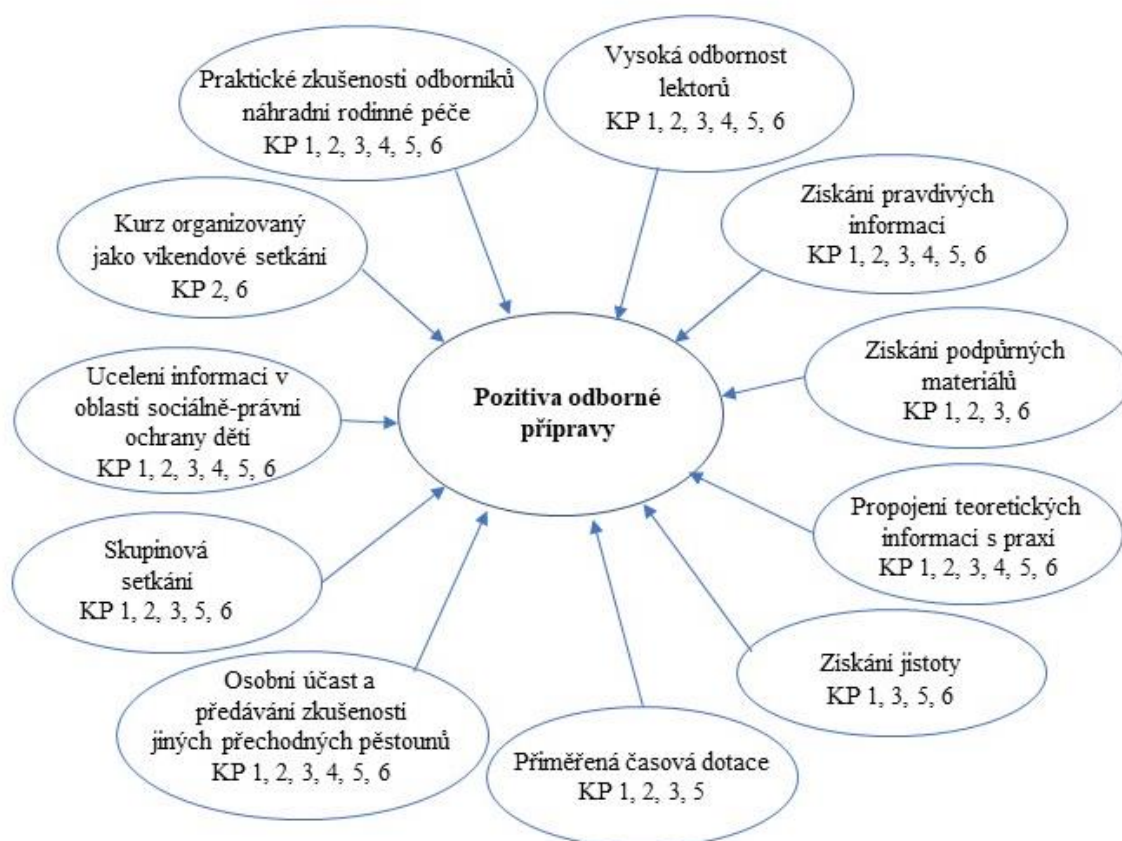 Praktické zkušenosti odborníků
náhradní rodinné péče
KP 1, 2, 3, 4, 5, 6
Vysoká odbornost
lektorů
KP 1, 2, 3, 4, 5, 6
Získání pravdivých
informací
KP 1, 2, 3, 4, 5, 6
Kurz organizovaný
jako víkendové setkání
KP 2, 6
Získání podpůrných
materiálů
KP 1, 2, 3, 6
Ucelení informací v
oblasti sociálně-právní
ochrany dětí
KP 1, 2, 3, 4, 5, 6
Pozitiva odborné
přípravy
Propojení teoretických
informací s praxí
KP 1, 2, 3, 4, 5, 6
Skupinová
setkání
KP 1, 2, 3, 5, 6
Získání jistoty
KP 1, 3, 5, 6
Osobní účast a
předávání zkušeností
jiných přechodných pěstounů
KP 1, 2, 3, 4, 5, 6
Přiměřená časová dotace
KP 1, 2, 3, 5